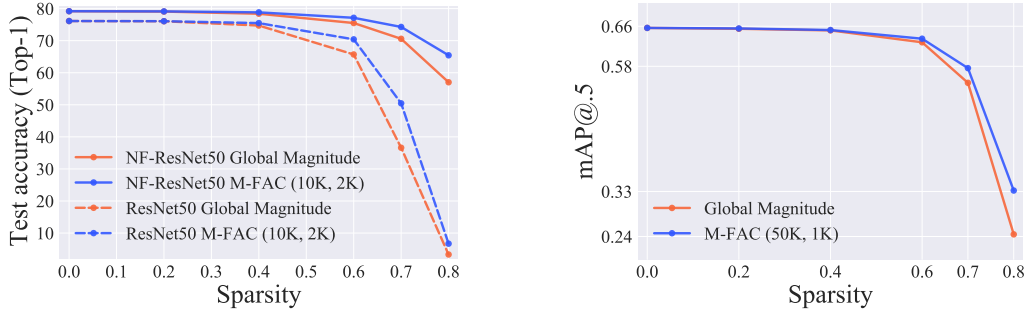 80
70
60
50
40
30
20
10
Test accuracy (Top-1)
NF-ResNet50 Global Magnitude
NF-ResNet50 M-FAC (10K, 2K)
ResNet50 Global Magnitude
ResNet50 M-FAC (10K, 2K)
0.0 0.1 0.2 0.3 0.4 0.5 0.6 0.7 0.8
Sparsity
0.66
0.58
0.33
0.24
mAP@.5
Global Magnitude
M-FAC (50K, 1K)
0.0 0.2 0.4 0.6 0.7 0.8
Sparsity